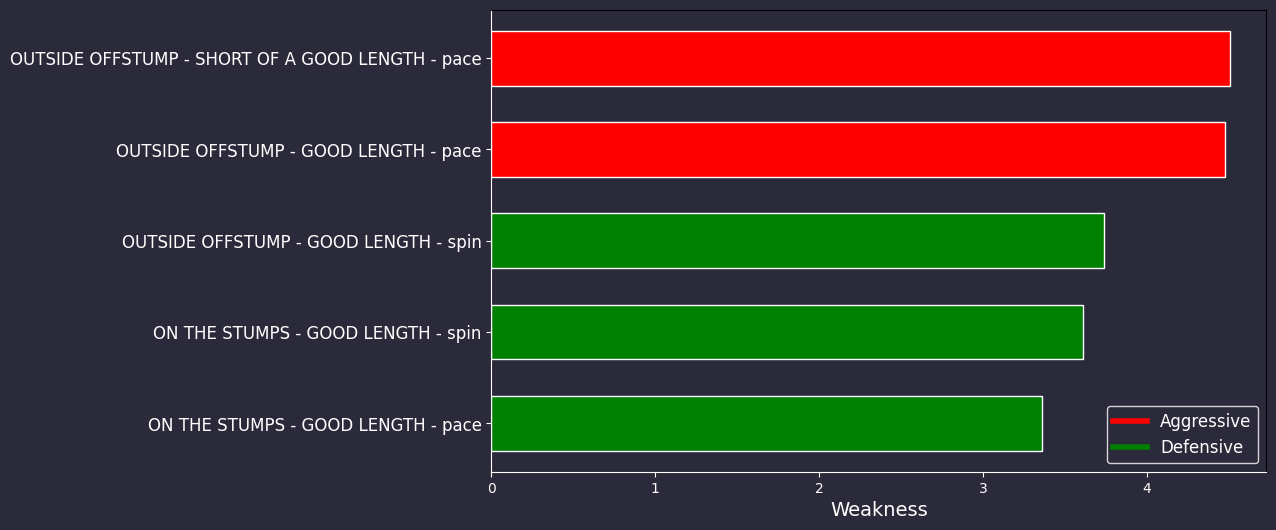 OUTSIDE OFFSTUMP - SHORT OF A GOOD LENGTH - pace
OUTSIDE OFFSTUMP - GOOD LENGTH - pace
OUTSIDE OFFSTUMP - GOOD LENGTH - spin
ON THE STUMPS - GOOD LENGTH - spin
ON THE STUMPS - GOOD LENGTH - pace
Aggressive
Defensive
0 1 2 3 4
Weakness